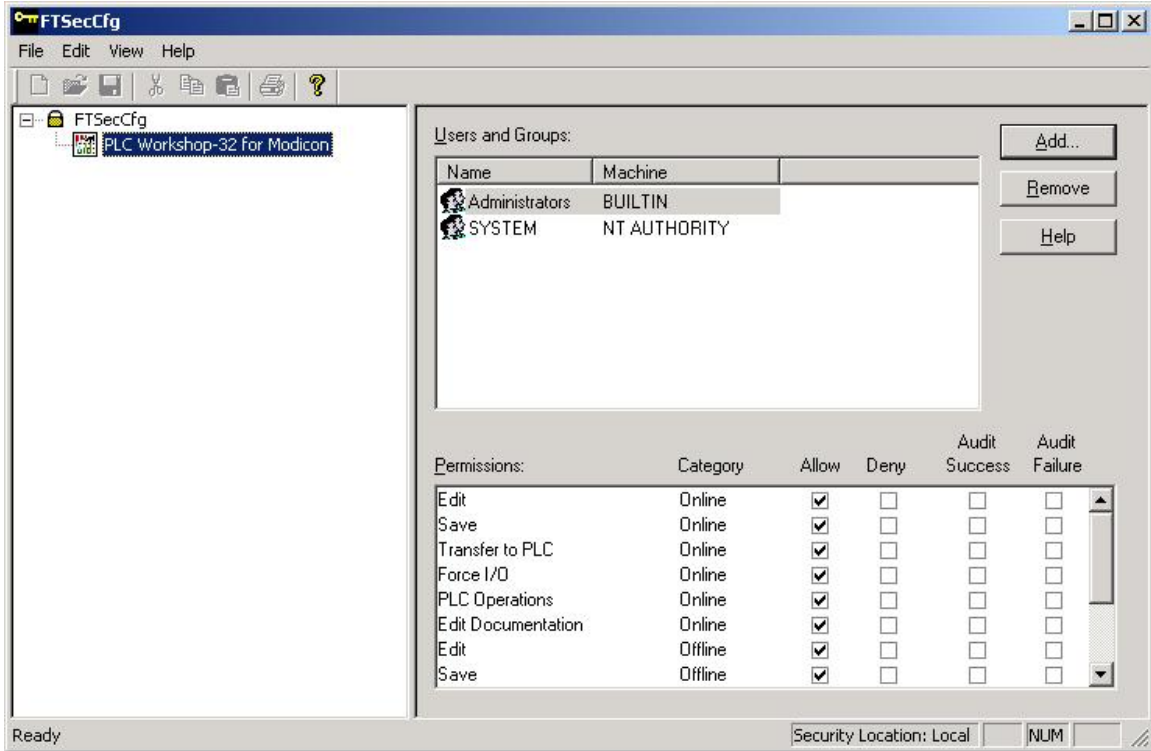 FTSecCfg
File Edit View Help
FTSecCfg
PLC Workshop-32 for Modicon
Users and Groups:
Add...
Name Machine
Remove
Administrators BUILTIN
SYSTEM NT AUTHORITY
Help
Audit Audit
Permissions: Category Allow Deny Success Failure
Edit Online
Save Online
Transfer to PLC Online
Force I/O Online
PLC Operations Online
Edit Documentation Online
Edit Offline
Save Offline
Ready Security Location: Local NUM